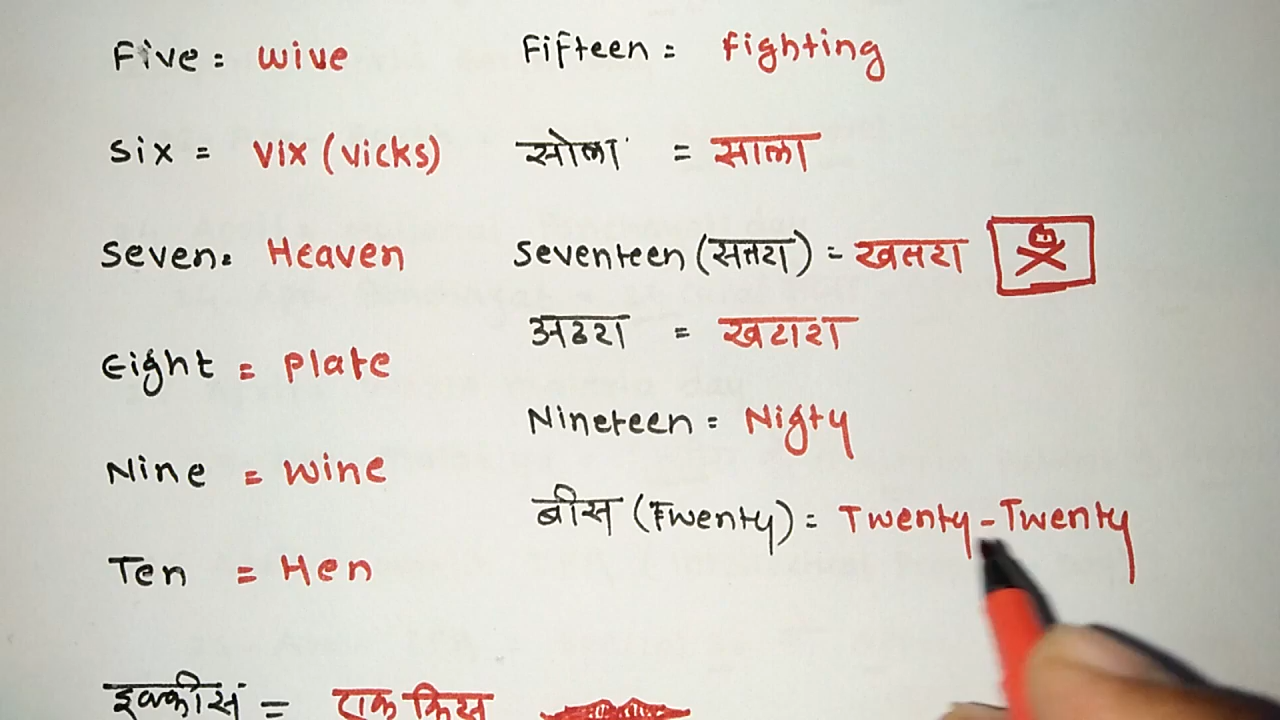 Five = wive
Six = Vix (vicks)
Seven = Heaven
Eight = Plate
Nine = wine
Ten = Hen
इक्कीस = एक किस
Fifteen = Fighting
सोला = साला
Seventeen (सत्तरा) = खतरा
अठरा = खटारा
Nineteen = Nigty
बीस (Twenty) = Twenty-Twenty